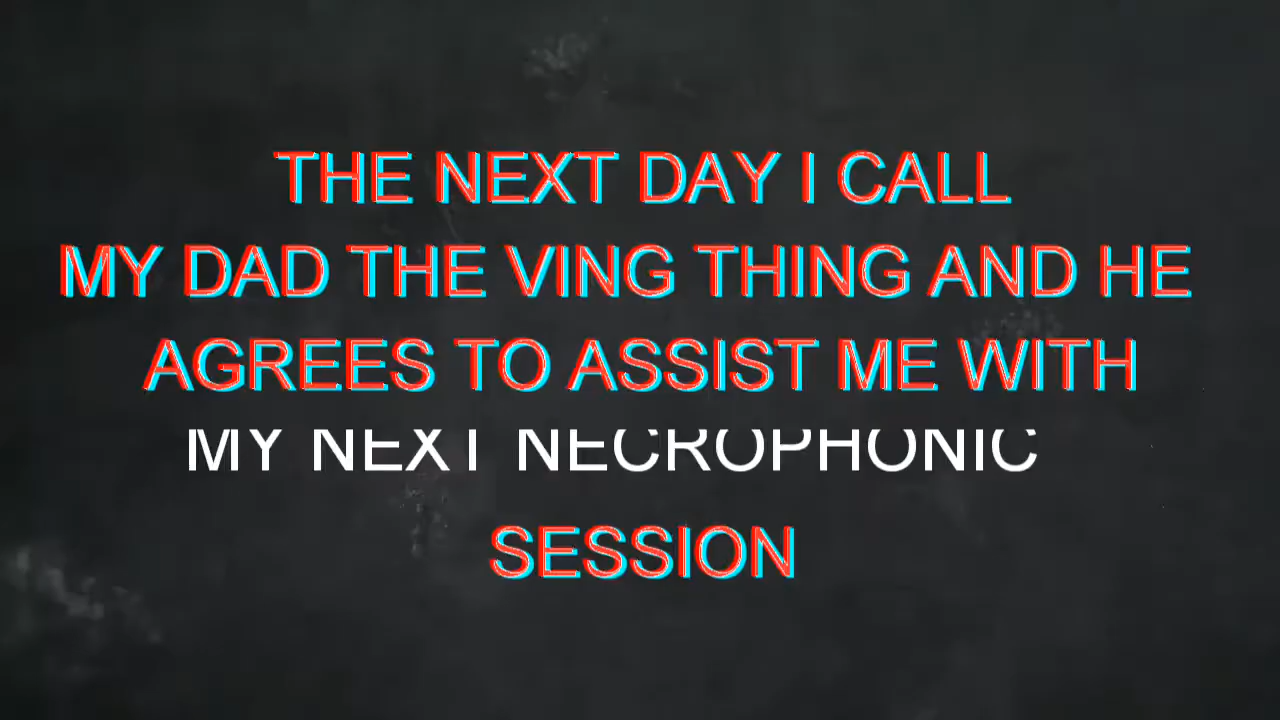 THE NEXT DAY I CALL
MY DAD THE VING THING AND HE
AGREES TO ASSIST ME WITH
MY NEXT NECROPHONIC
SESSION